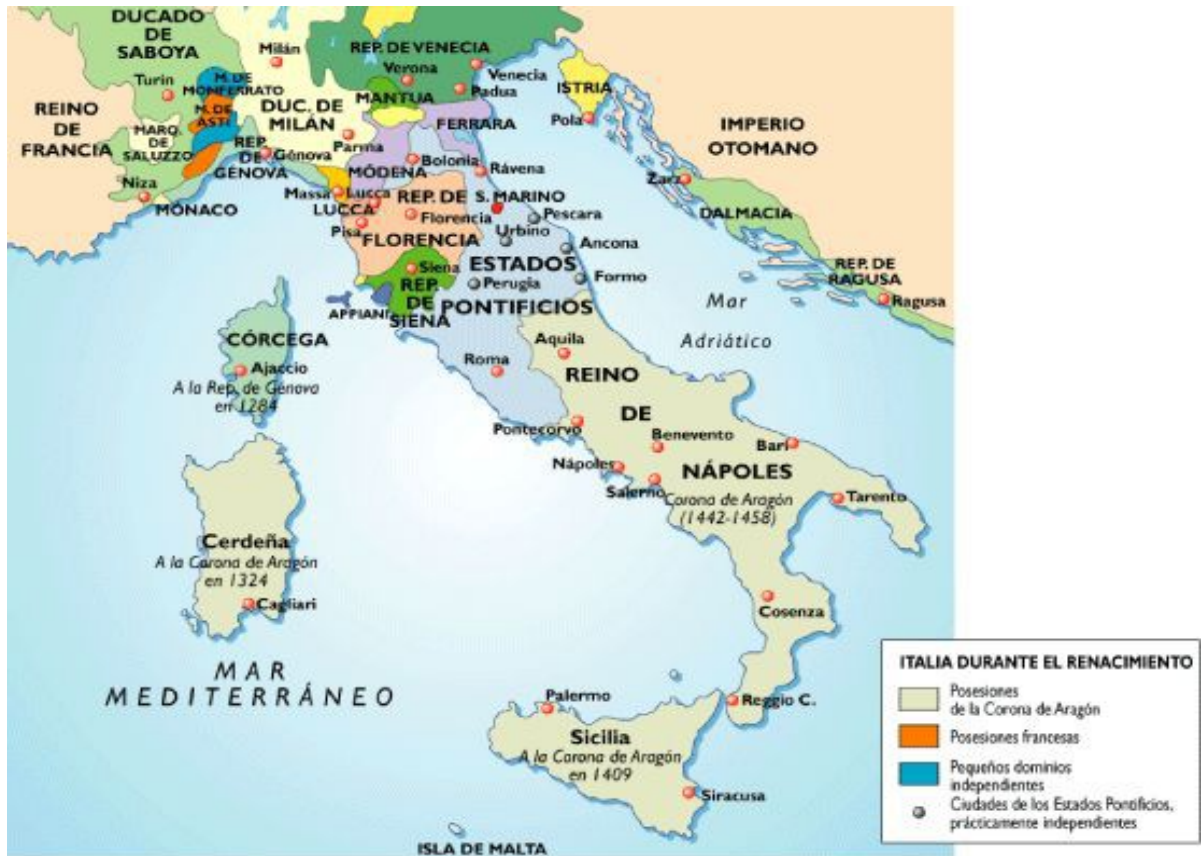 DUCADO
DE
SABOYA
Milán
REP. DE VENECIA
Verona
Venecia
Padua
Turín
M. DE
MONFERRATO
MANTUA
ISTRIA
REINO
DE
FRANCIA
M. DE
ASTI
DUC. DE
MILÁN
FERRARA
Pola
IMPERIO
OTOMANO
MARQ.
DE
SALUZZO
REP.
DE
GENOVA
Génova
Parma
MÓDENA
Bolonia
Rávena
Niza
MÓNACO
Massa
Lucca
LUCCA
REP. DE
FLORENCIA
Florencia
S. MARINO
Pescara
Zara
DALMACIA
Pisa
Urbino
Ancona
Siena
REP.
DE
SIENA
ESTADOS
PONTIFICIOS
Perugia
Formo
REP. DE
RAGUSA
Ragusa
APPIANI
Mar
Adriático
CÓRCEGA
Ajaccio
A la Rep. de Genova
en 1284
Roma
Aquila
REINO
DE
NÁPOLES
Corona de Aragón
(1442-1458)
Pontecorvo
Benevento
Bari
Nápoles
Salerno
Tarento
Cerdeña
A la Corona de Aragón
en 1324
Cagliari
Cosenza
MAR
MEDITERRÁNEO
Palermo
Reggio C.
Sicilia
A la Corona de Aragón
en 1409
Siracusa
ISLA DE MALTA
ITALIA DURANTE EL RENACIMIENTO
Posesiones
de la Corona de Aragón
Posesiones francesas
Pequeños dominios
independientes
Ciudades de los Estados Pontificios,
prácticamente independientes